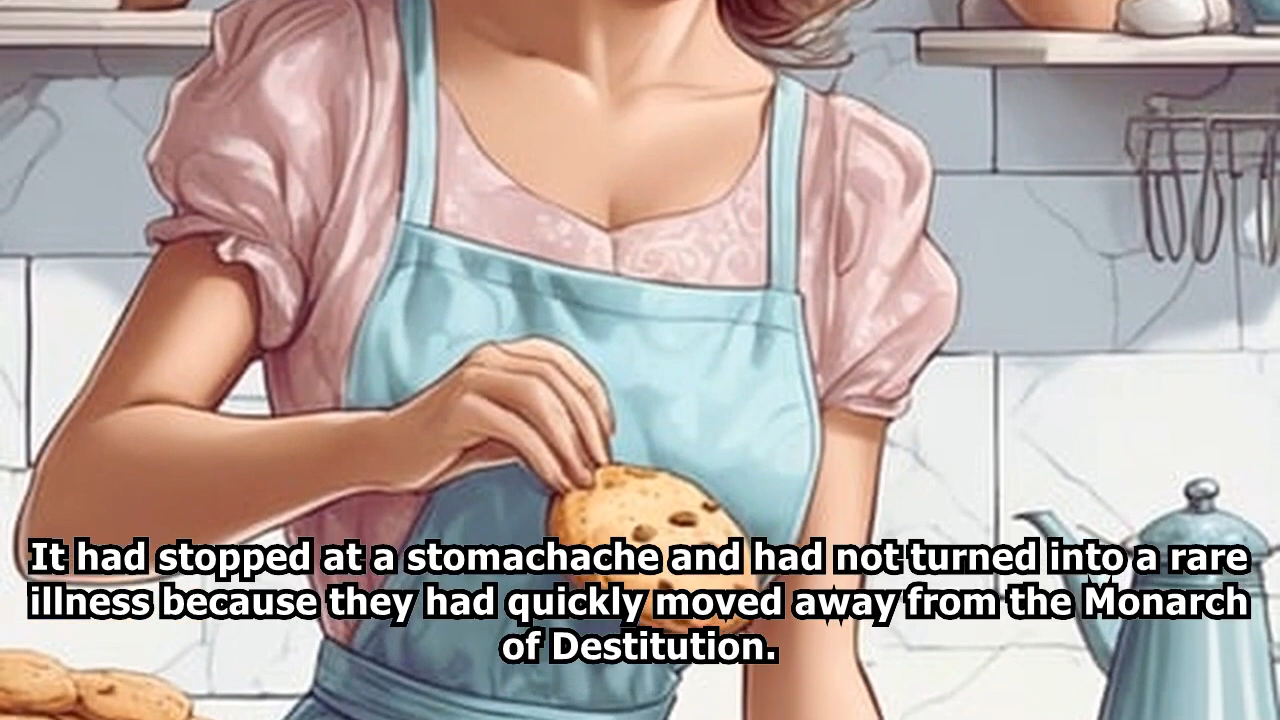 It had stopped at a stomachache and had not turned into a rare
illness because they had quickly moved away from the Monarch
of Destitution.